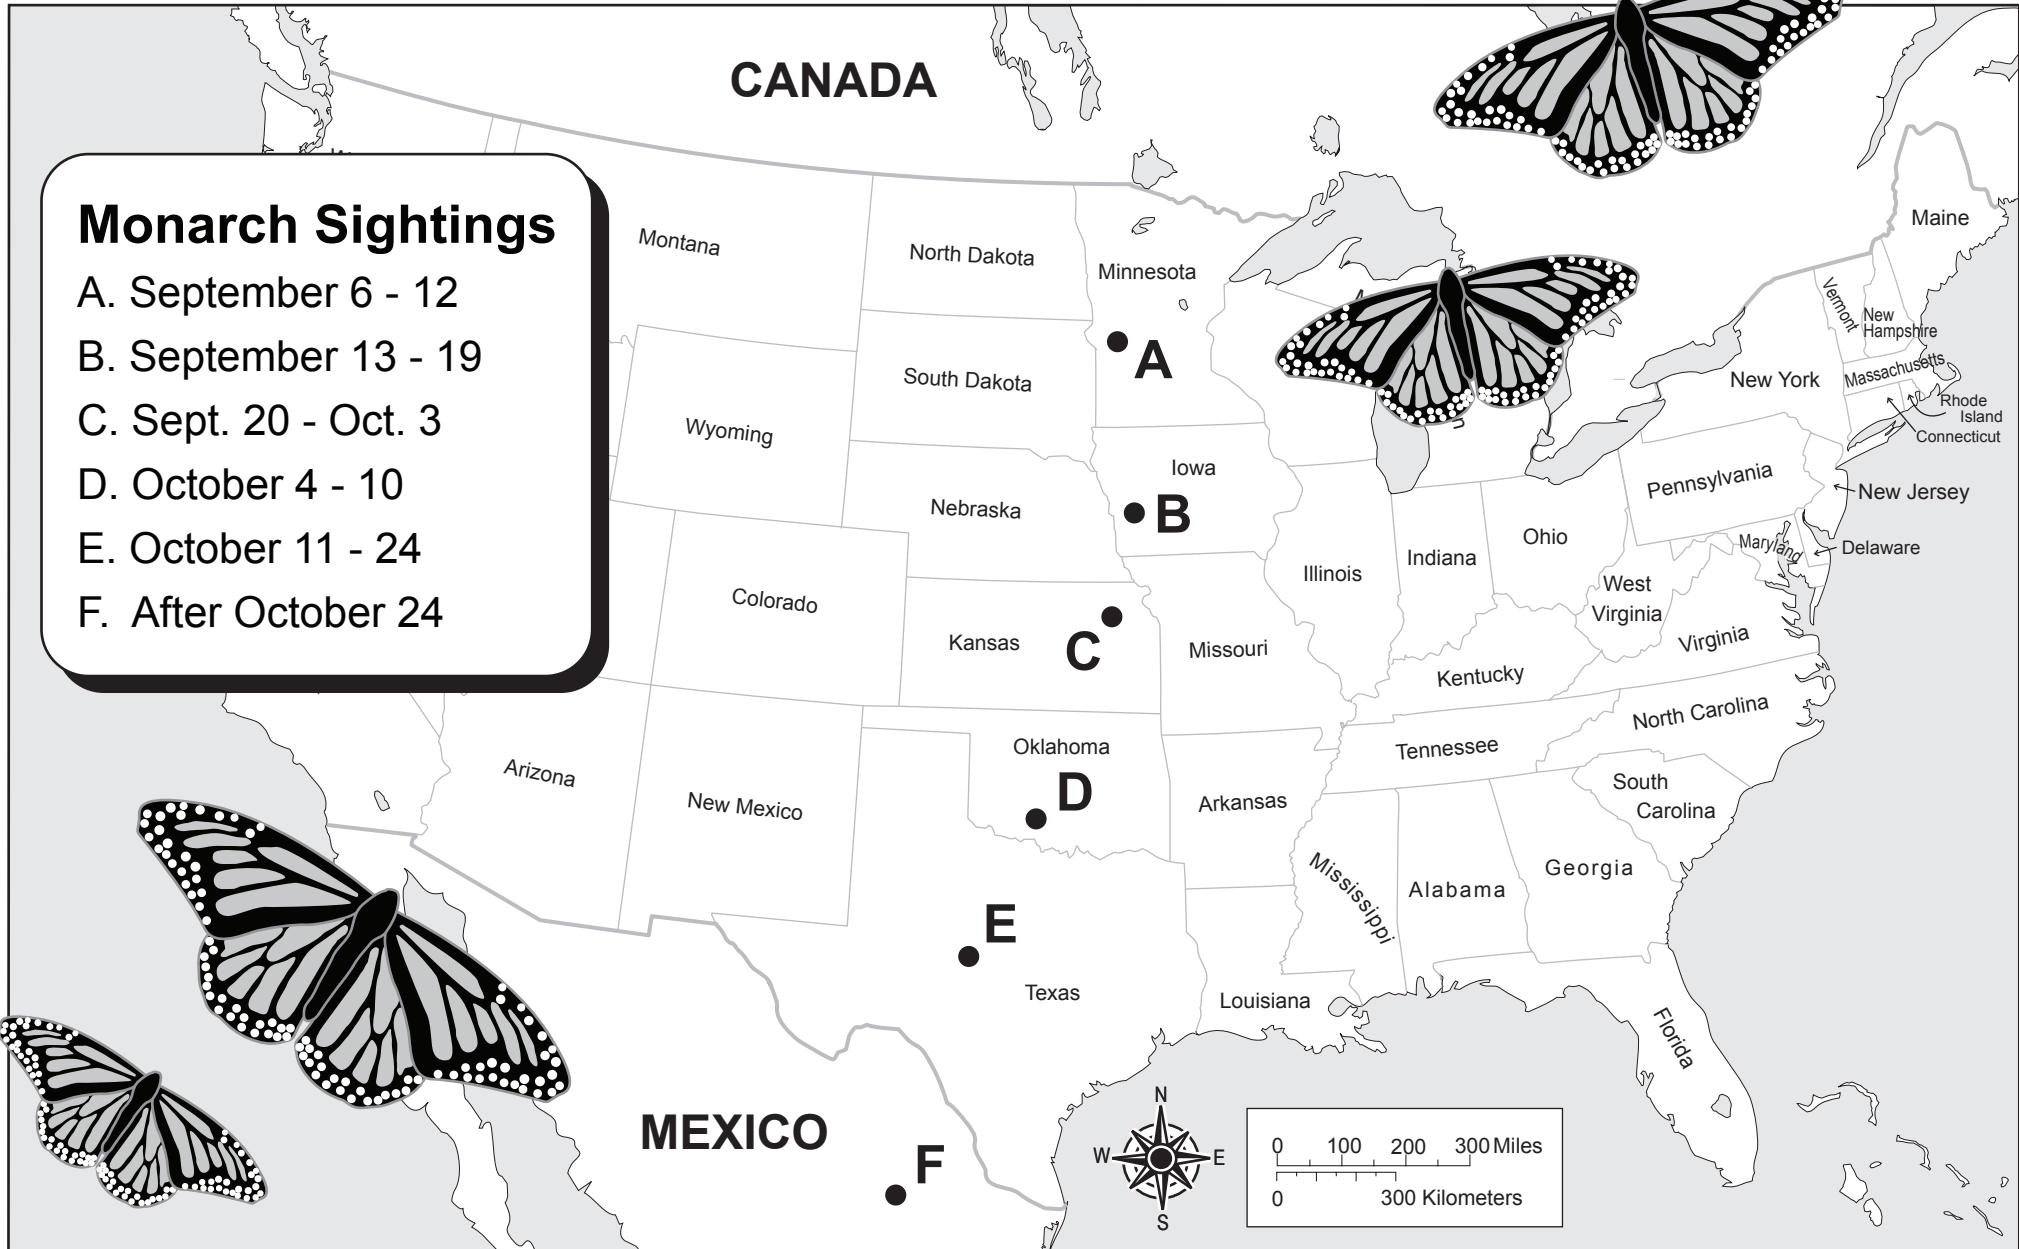 CANADA
Monarch Sightings
A. September 6 - 12
B. September 13 - 19
C. Sept. 20 - Oct. 3
D. October 4 - 10
E. October 11 - 24
F. After October 24
Montana
North Dakota
Minnesota
Maine
Vermont
New
Hampshire
A
South Dakota
Wyoming
New York
Massachusetts
Rhode
Island
Connecticut
Iowa
B
Nebraska
Pennsylvania
New Jersey
Ohio
Indiana
Illinois
Maryland
Delaware
West
Virginia
Colorado
Kansas
C
Missouri
Virginia
Kentucky
North Carolina
Tennessee
Oklahoma
D
Arizona
New Mexico
Arkansas
South
Carolina
Mississippi
Alabama
Georgia
E
Texas
Louisiana
Florida
MEXICO
F
N
W
E
S
0 100 200 300 Miles
0 300 Kilometers